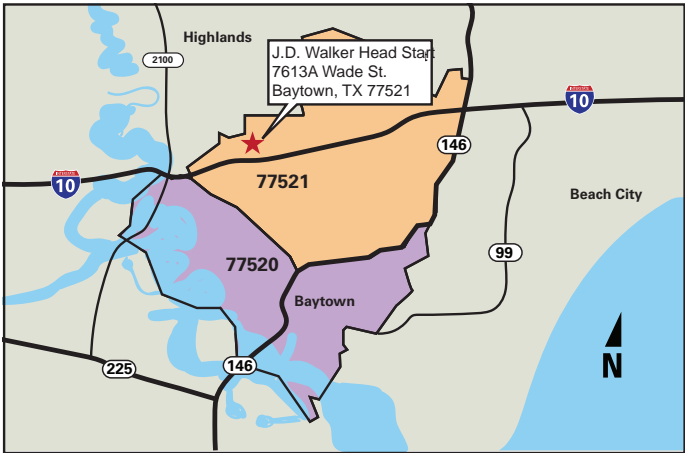 Highlands
J.D. Walker Head Start
7613A Wade St.
Baytown, TX 77521
2100
10
146
10
77521
Beach City
77520
99
Baytown
N
225
146